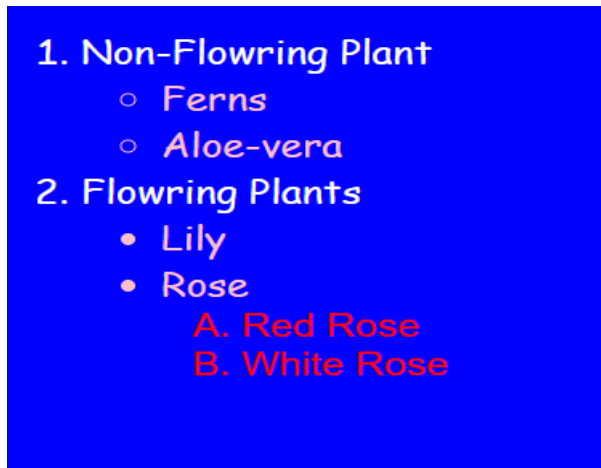 1. Non-Flowring Plant
○ Ferns
○ Aloe-vera
2. Flowring Plants
● Lily
● Rose
A. Red Rose
B. White Rose